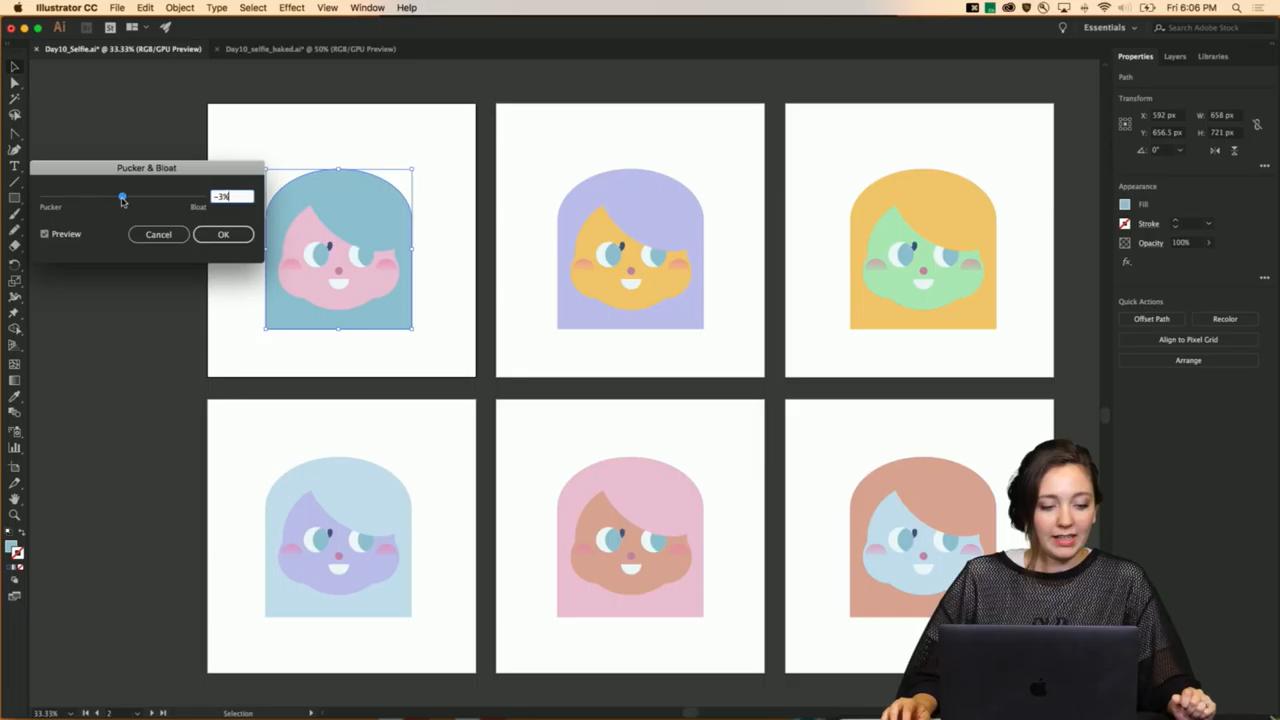 Illustrator CC File Edit Object Type Select Effect View Window Help
Fri 6:06 PM
Ai Br St Essentials Search Adobe Stock
× Day10_Selfie.ai* @ 33.33% (RGB/GPU Preview) × Day10_selfie_baked.ai* @ 50% (RGB/GPU Preview)
Properties Layers Libraries
Path
Transform
X: 592 px W: 658 px
Y: 656.5 px H: 721 px
0°
Appearance
Fill
Stroke
Opacity 100%
fx.
Quick Actions
Offset Path Recolor
Align to Pixel Grid
Arrange
Pucker & Bloat
-3%
Pucker Bloat
Preview Cancel OK
33.33% 2 Selection